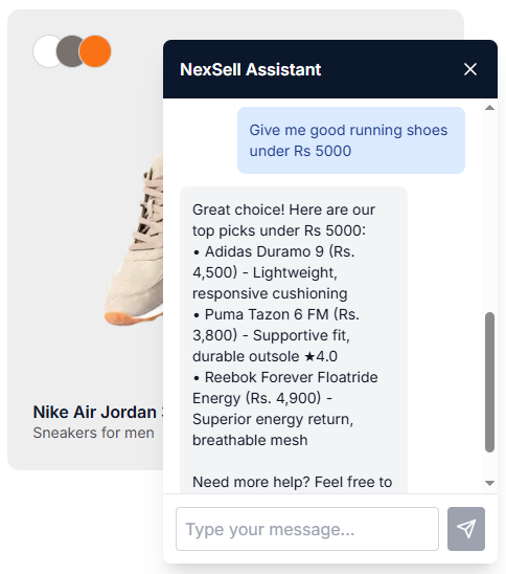 NexSell Assistant
Give me good running shoes
under Rs 5000
Great choice! Here are our
top picks under Rs 5000:
• Adidas Duramo 9 (Rs.
4,500) - Lightweight,
responsive cushioning
• Puma Tazon 6 FM (Rs.
3,800) - Supportive fit,
durable outsole ★4.0
• Reebok Forever Floatride
Energy (Rs. 4,900) -
Superior energy return,
breathable mesh
Need more help? Feel free to
Type your message...
Nike Air Jordan
Sneakers for men